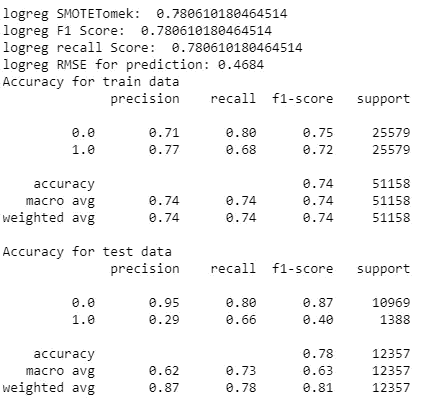 logreg SMOTETomek:  0.780610180464514
logreg F1 Score:  0.780610180464514
logreg recall Score:  0.780610180464514
logreg RMSE for prediction: 0.4684
Accuracy for train data
precision    recall  f1-score   support
0.0       0.71      0.80      0.75     25579
1.0       0.77      0.68      0.72     25579
accuracy                           0.74     51158
macro avg       0.74      0.74      0.74     51158
weighted avg       0.74      0.74      0.74     51158
Accuracy for test data
precision    recall  f1-score   support
0.0       0.95      0.80      0.87     10969
1.0       0.29      0.66      0.40      1388
accuracy                           0.78     12357
macro avg       0.62      0.73      0.63     12357
weighted avg       0.87      0.78      0.81     12357